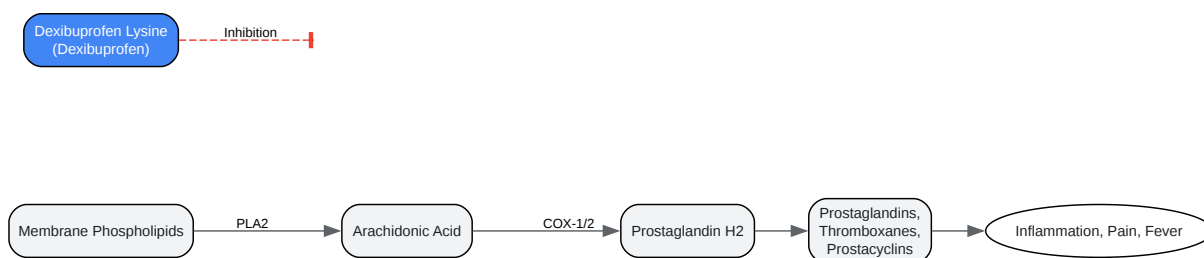 Dexibuprofen Lysine
(Dexibuprofen)
Inhibition
Membrane Phospholipids
PLA2
Arachidonic Acid
COX-1/2
Prostaglandin H2
Prostaglandins,
Thromboxanes,
Prostacyclins
Inflammation, Pain, Fever